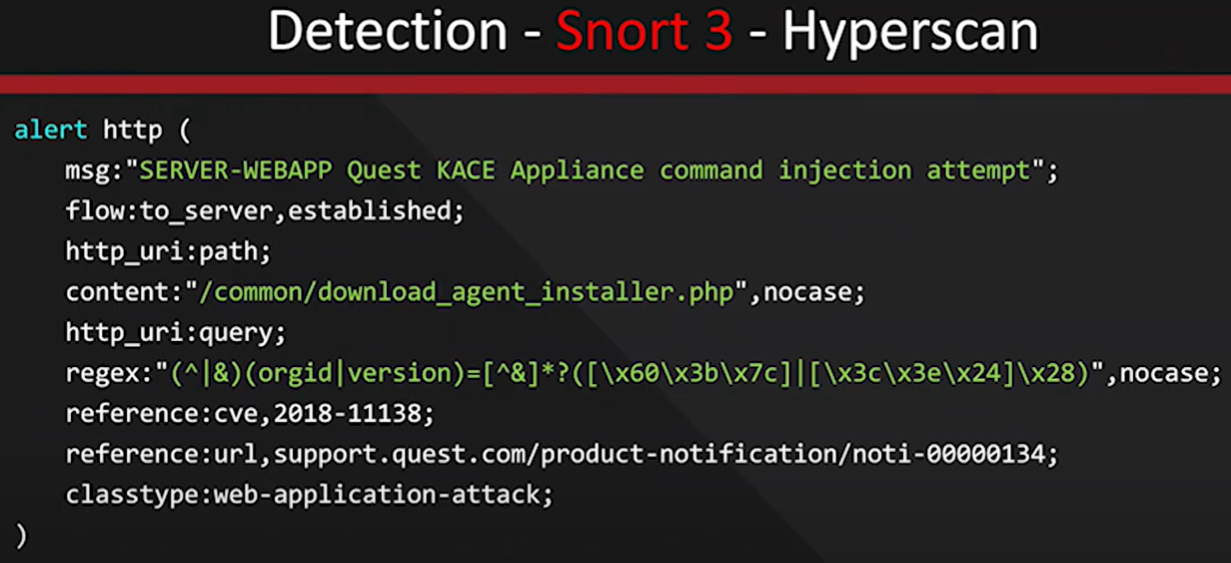 Detection - Snort 3 - Hyperscan
alert http (
msg:"SERVER-WEBAPP Quest KACE Appliance command injection attempt";
flow:to_server,established;
http_uri:path;
content:"/common/download_agent_installer.php",nocase;
http_uri:query;
regex:"(^|&)(orgid|version)=[^&]*?([\x60\x3b\x7c]|[\x3c\x3e\x24]\x28)",nocase;
reference:cve,2018-11138;
reference:url,support.quest.com/product-notification/noti-00000134;
classtype:web-application-attack;
)